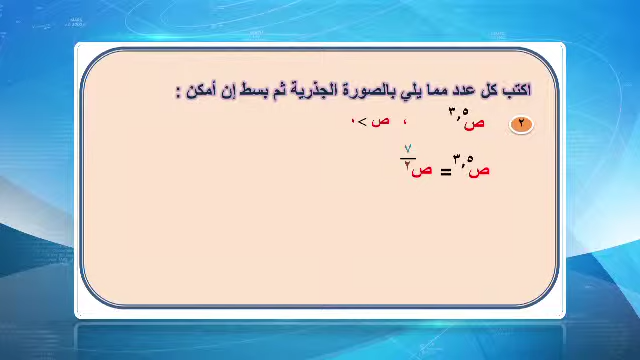 اكتب كل عدد مما يلي بالصورة الجذرية ثم بسط إن أمكن :
٢ ص٣,٥ ، ص > ٠
ص٣,٥ = ص٧/٢